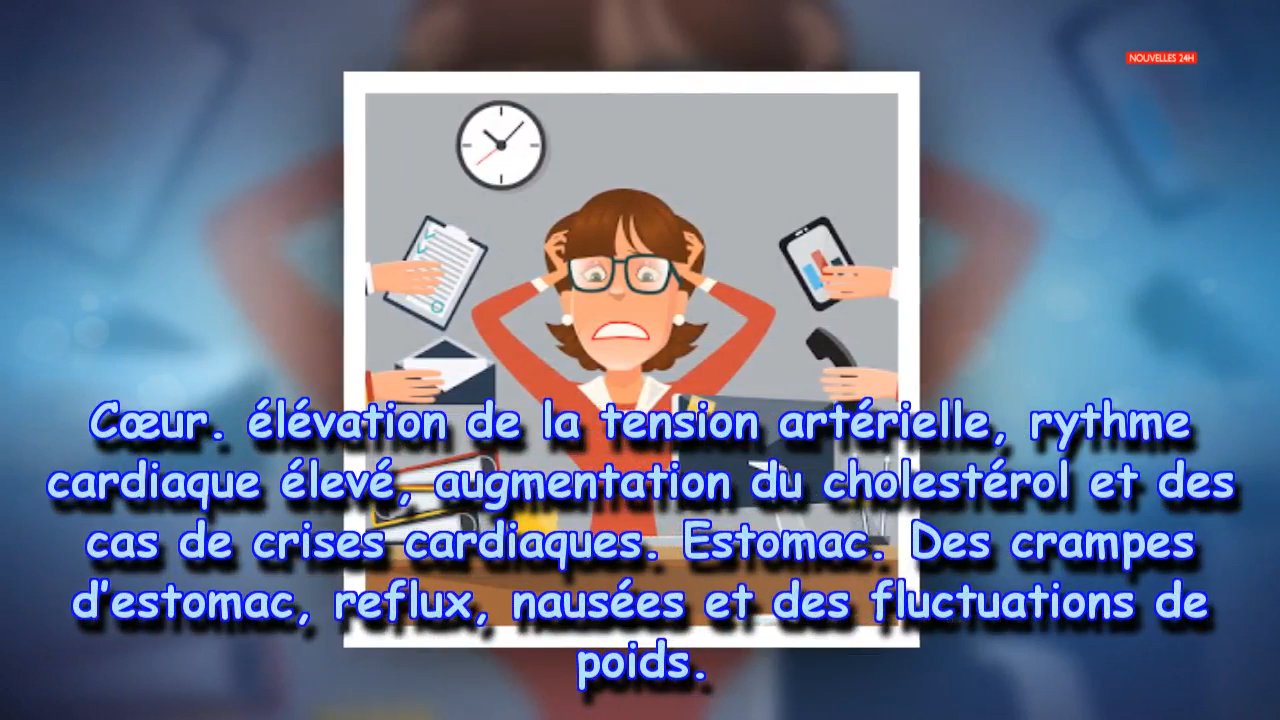 NOUVELLES 24H
Cœur. élévation de la tension artérielle, rythme
cardiaque élevé, augmentation du cholestérol et des
cas de crises cardiaques. Estomac. Des crampes
d'estomac, reflux, nausées et des fluctuations de
poids.